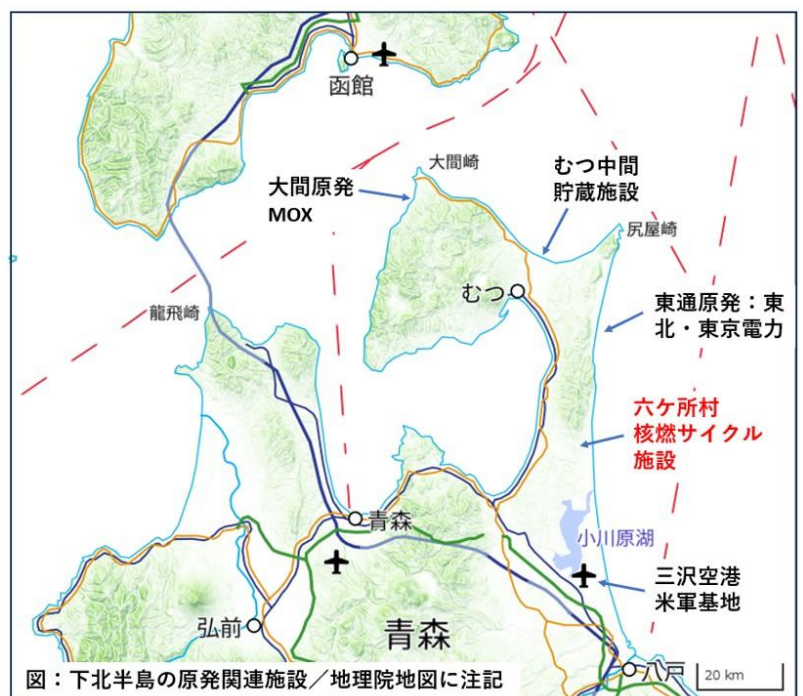 函館
大間崎
大間原発
MOX
むつ中間
貯蔵施設
尻屋崎
むつ
龍飛崎
東通原発：東
北・東京電力
六ケ所村
核燃サイクル
施設
青森
小川原湖
三沢空港
米軍基地
弘前
青森
八戸
20 km
図：下北半島の原発関連施設／地理院地図に注記